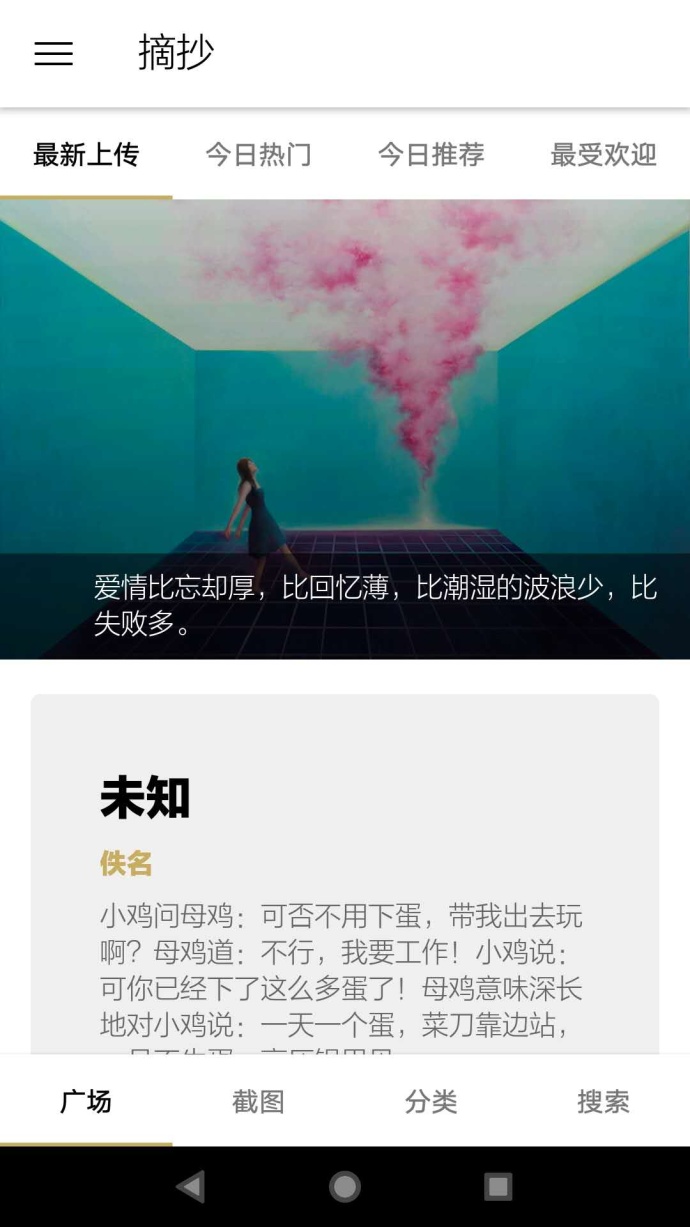 摘抄
最新上传 今日热门 今日推荐 最受欢迎
爱情比忘却厚，比回忆薄，比潮湿的波浪少，比
失败多。
未知
佚名
小鸡问母鸡：可否不用下蛋，带我出去玩
啊？母鸡道：不行，我要工作！小鸡说：
可你已经下了这么多蛋了！母鸡意味深长
地对小鸡说：一天一个蛋，菜刀靠边站，
广场 截图 分类 搜索